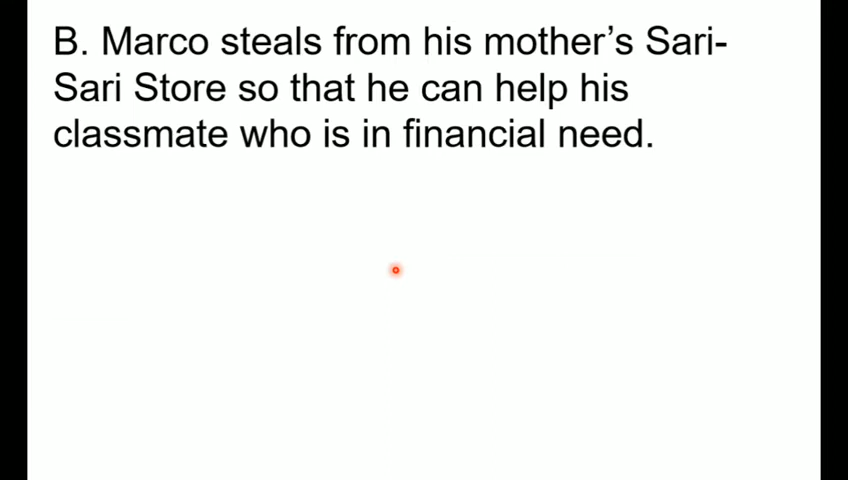 B. Marco steals from his mother’s Sari-
Sari Store so that he can help his
classmate who is in financial need.